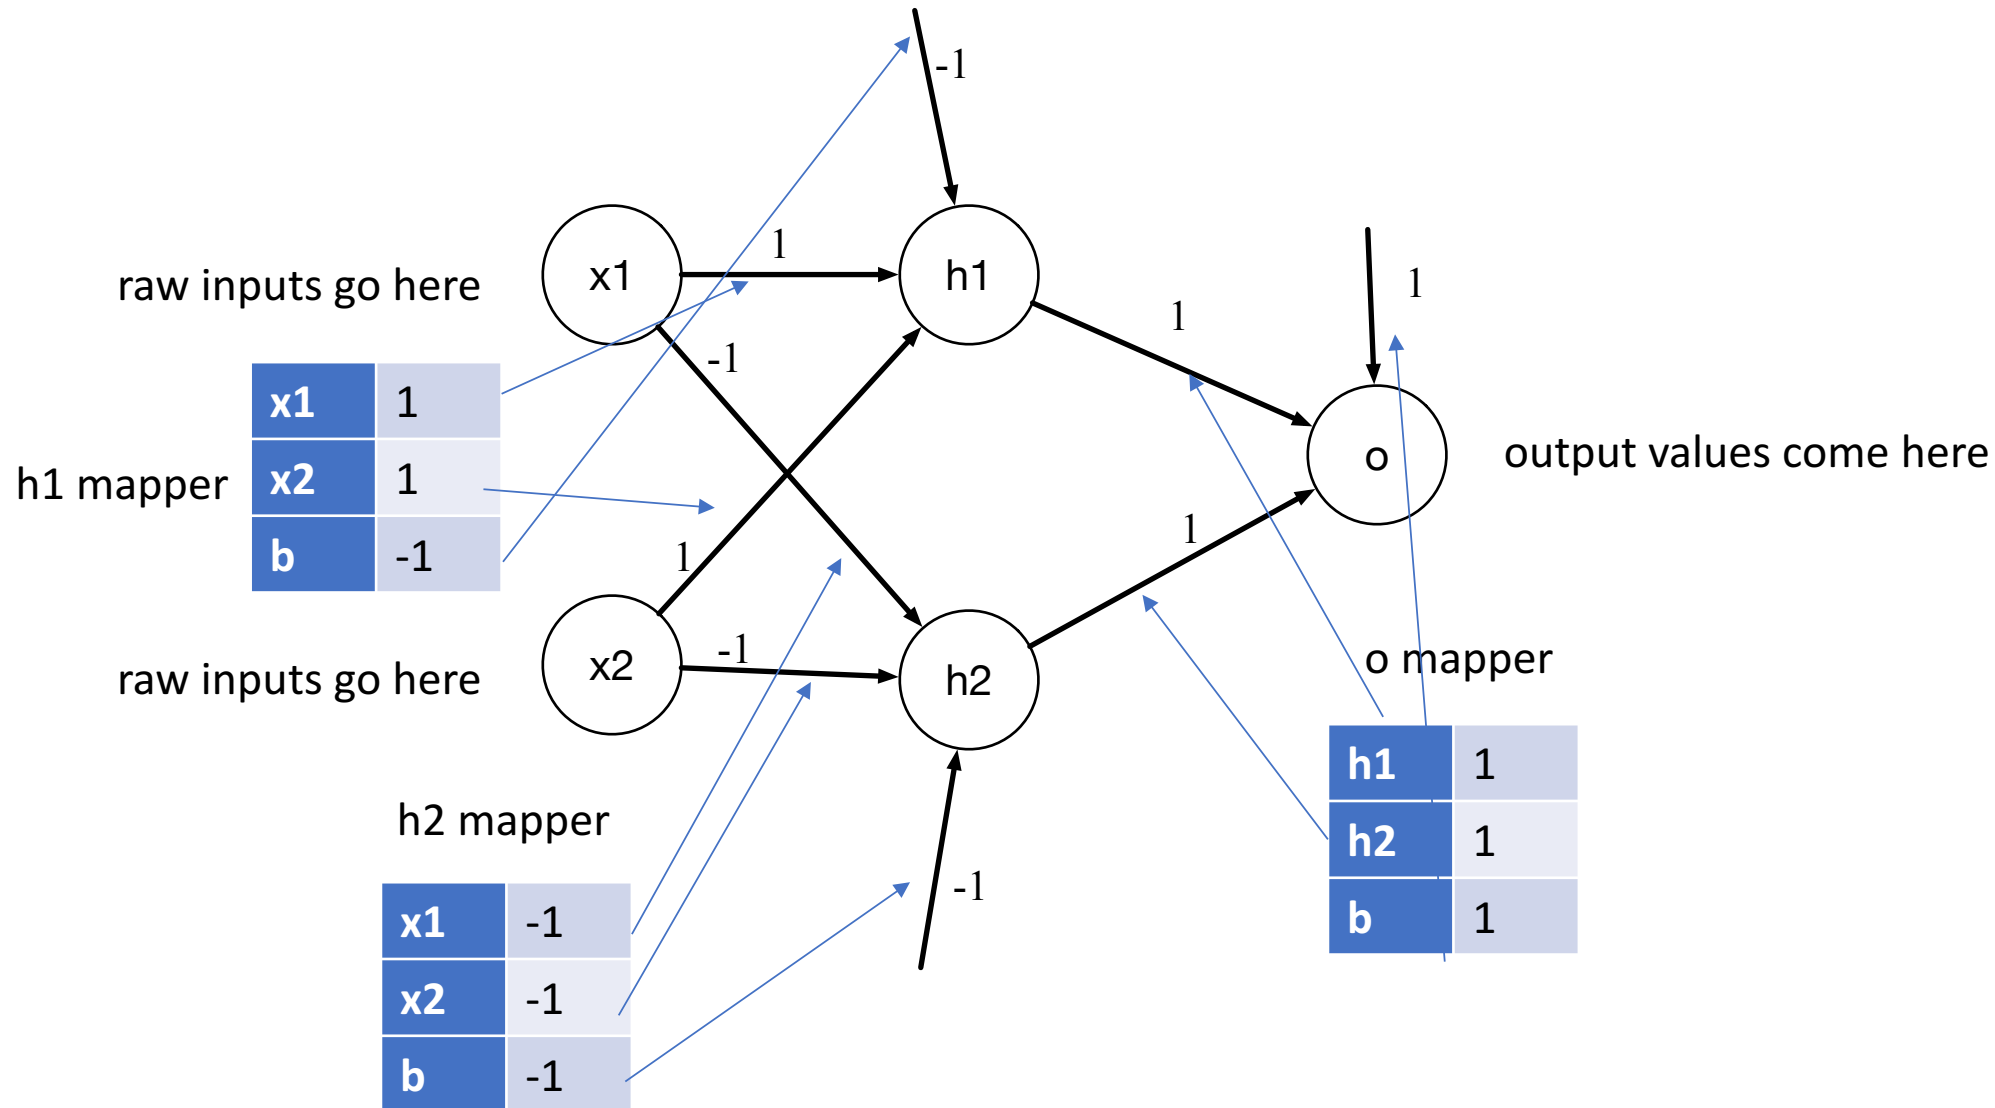 -1
1
raw inputs go here
x1
h1
1
1
-1
x1 1
h1 mapper
x2 1
b -1
o
output values come here
1
1
raw inputs go here
x2
-1
h2
o mapper
h1 1
h2 1
b 1
h2 mapper
x1 -1
x2 -1
b -1
-1